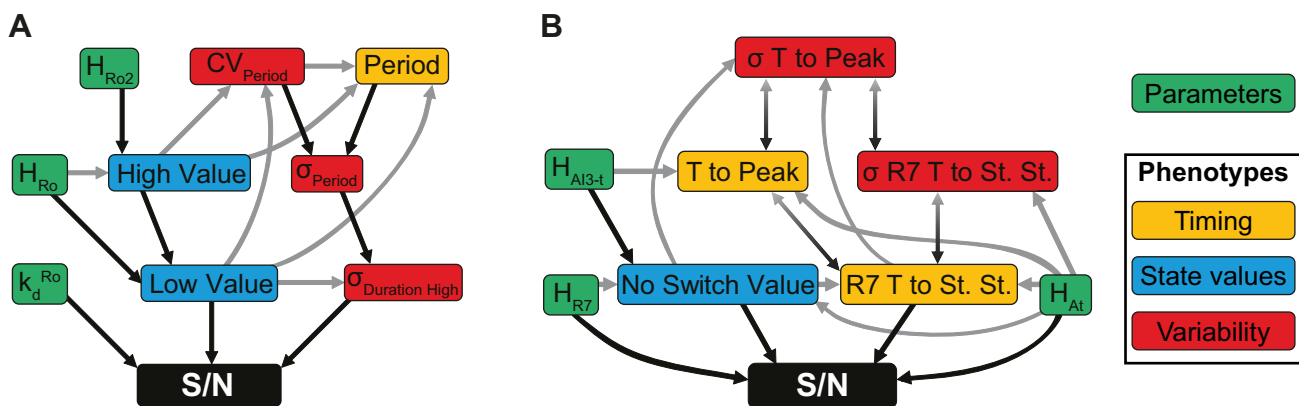 A
B
H_Ro2
CV_Period
Period
σ T to Peak
Parameters
H_Ro
High Value
σ_Period
H_AI3-t
T to Peak
σ R7 T to St. St.
Phenotypes
Timing
k_d^Ro
Low Value
σ_Duration High
H_R7
No Switch Value
R7 T to St. St.
H_At
State values
Variability
S/N
S/N